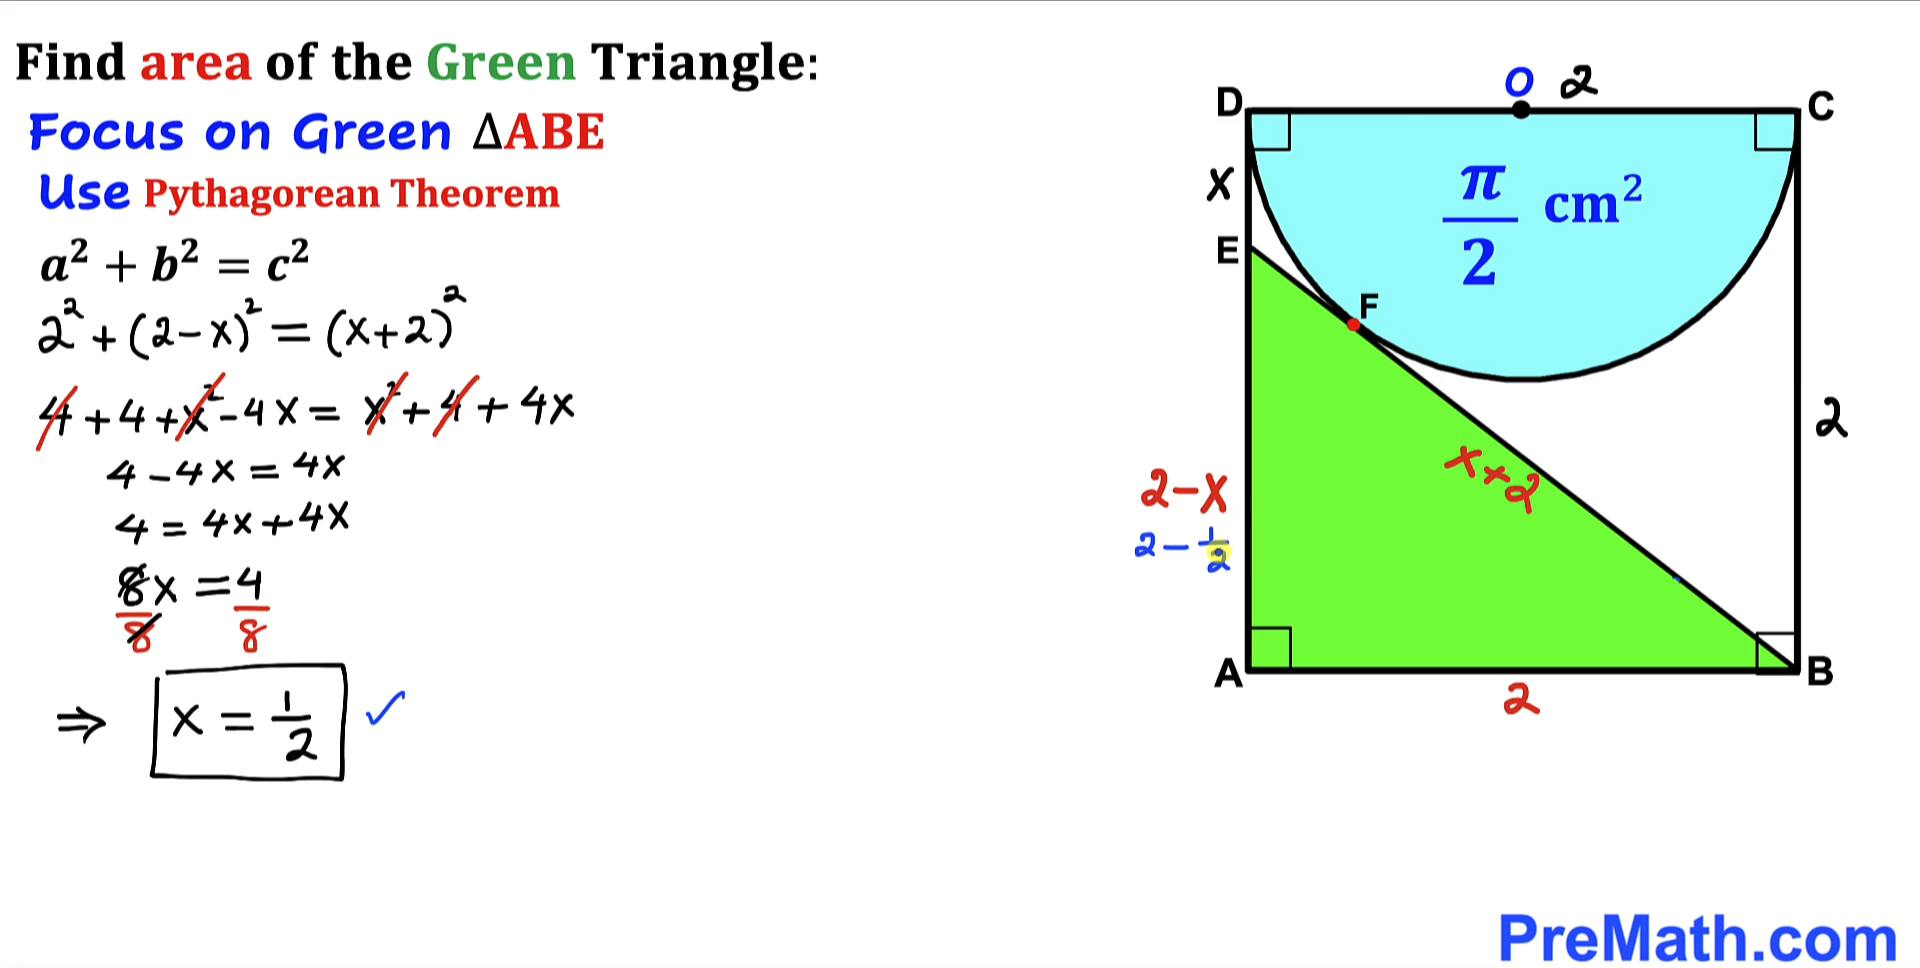 Find area of the Green Triangle:
Focus on Green ΔABE
Use Pythagorean Theorem
a² + b² = c²
2² + (2 - x)² = (x + 2)²
4 + 4 + x² - 4x = x² + 4 + 4x
4 - 4x = 4x
4 = 4x + 4x
8x/8 = 4/8
⇒ x = 1/2 ✓
O 2
D C
x
π/2 cm²
E
F
2
x+2
2-x
2 - 1/2
A B
2
PreMath.com